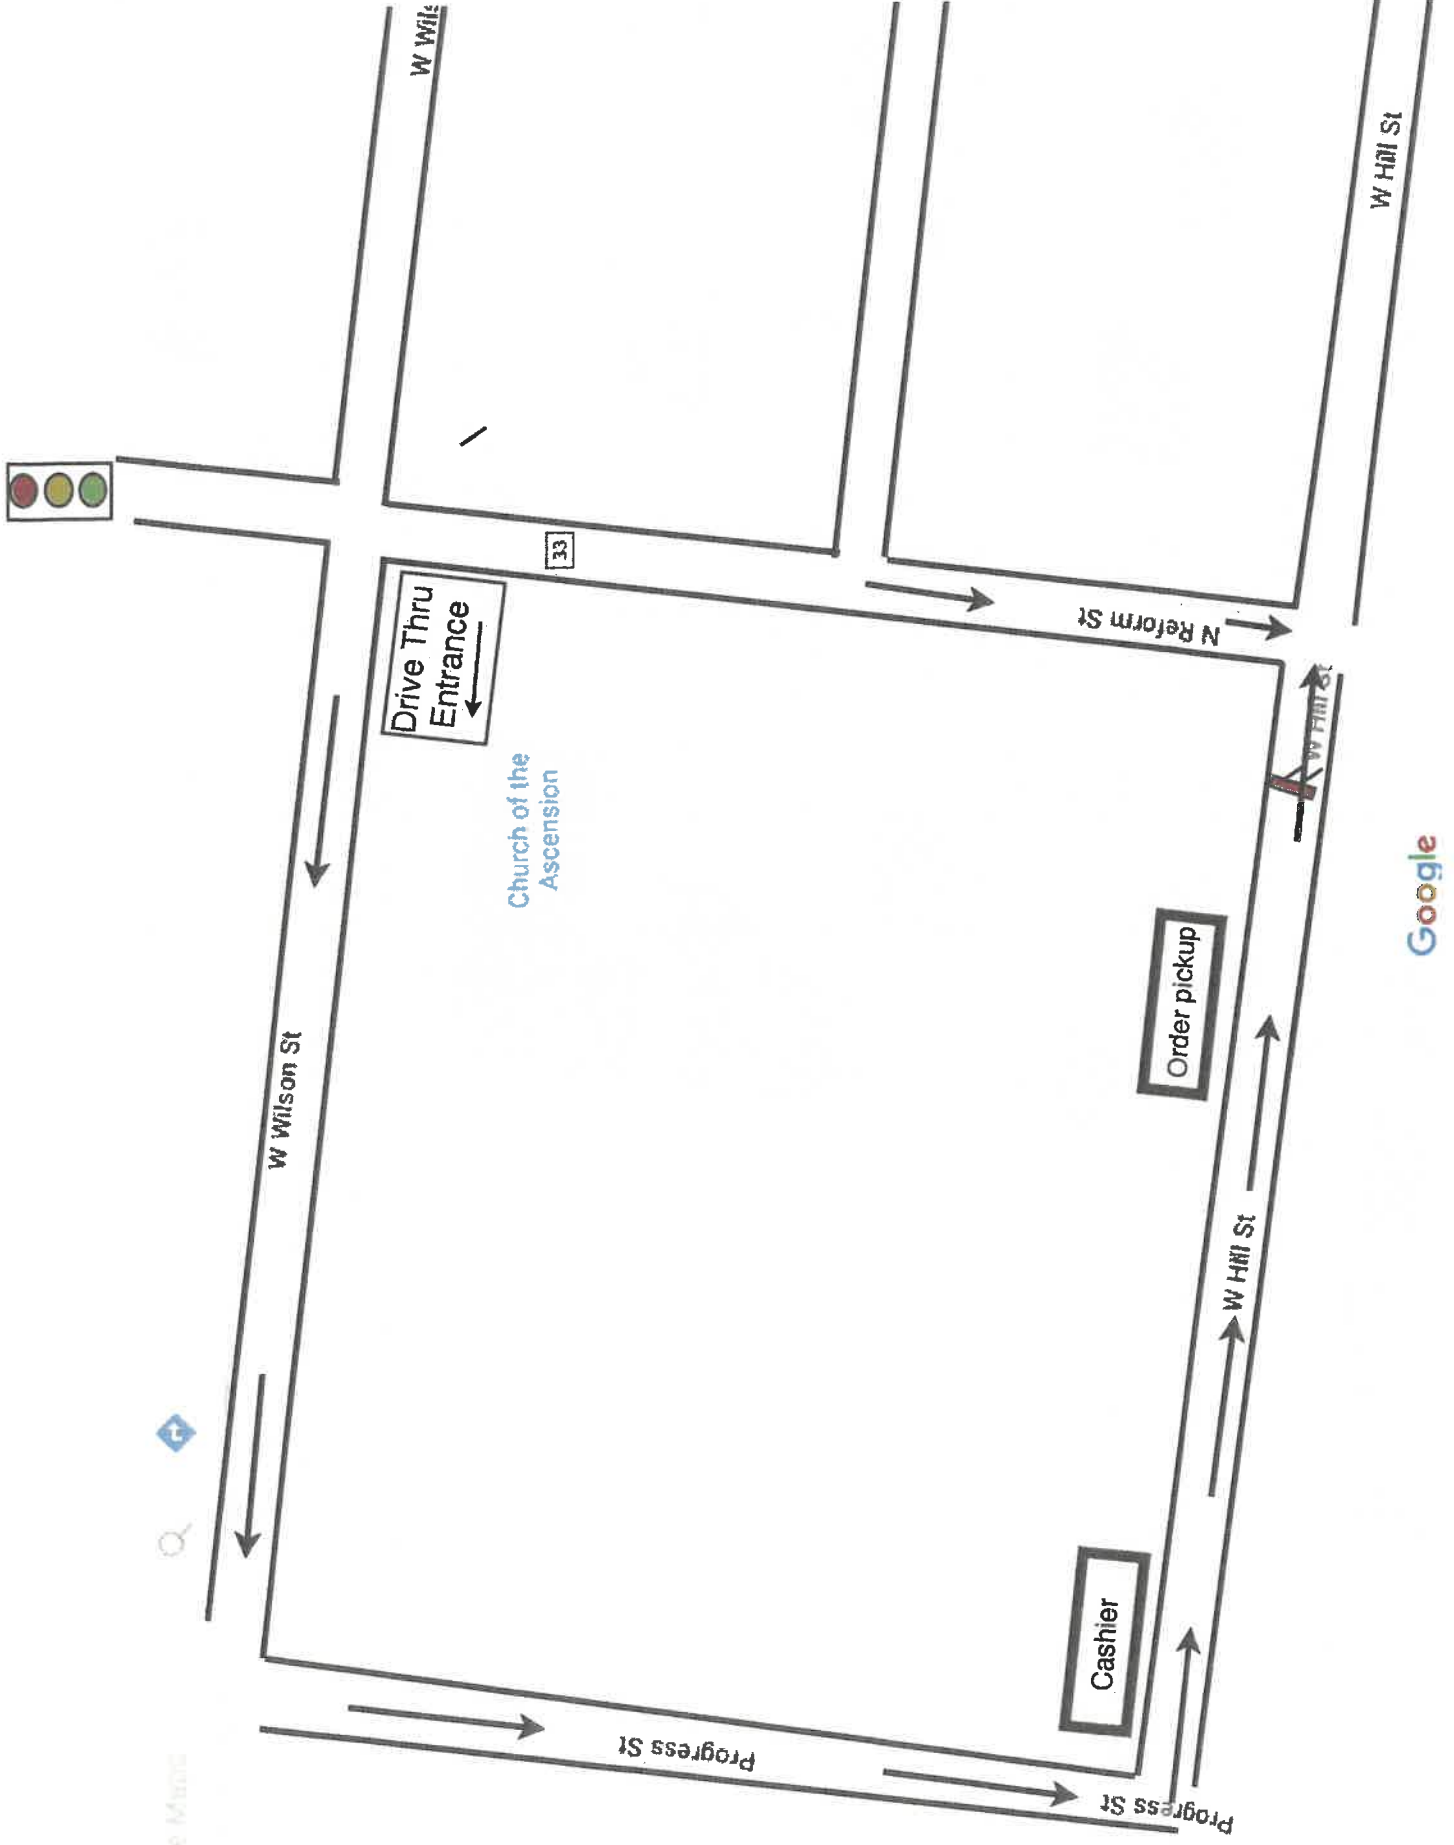 W Wils
33
Drive Thru
Entrance
Church of the
Ascension
N Reform St
W Hill St
W Hill St
W Wilson St
Order pickup
W Hill St
Cashier
Progress St
Progress St
Google
e Maps